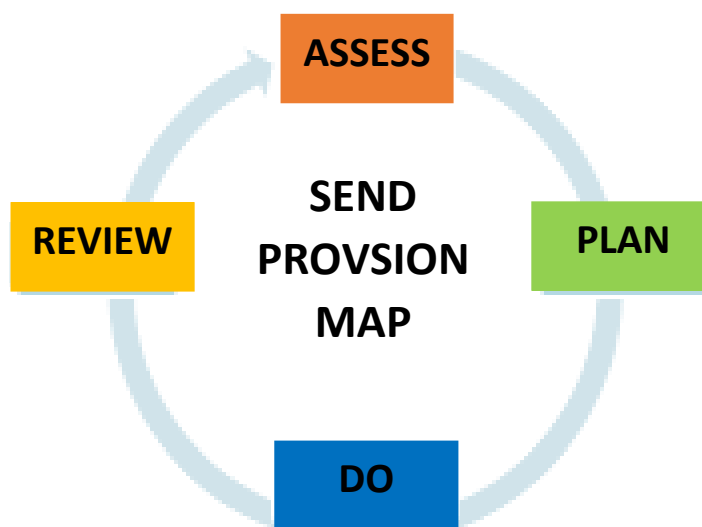 ASSESS
REVIEW
SEND
PROVSION
MAP
PLAN
DO